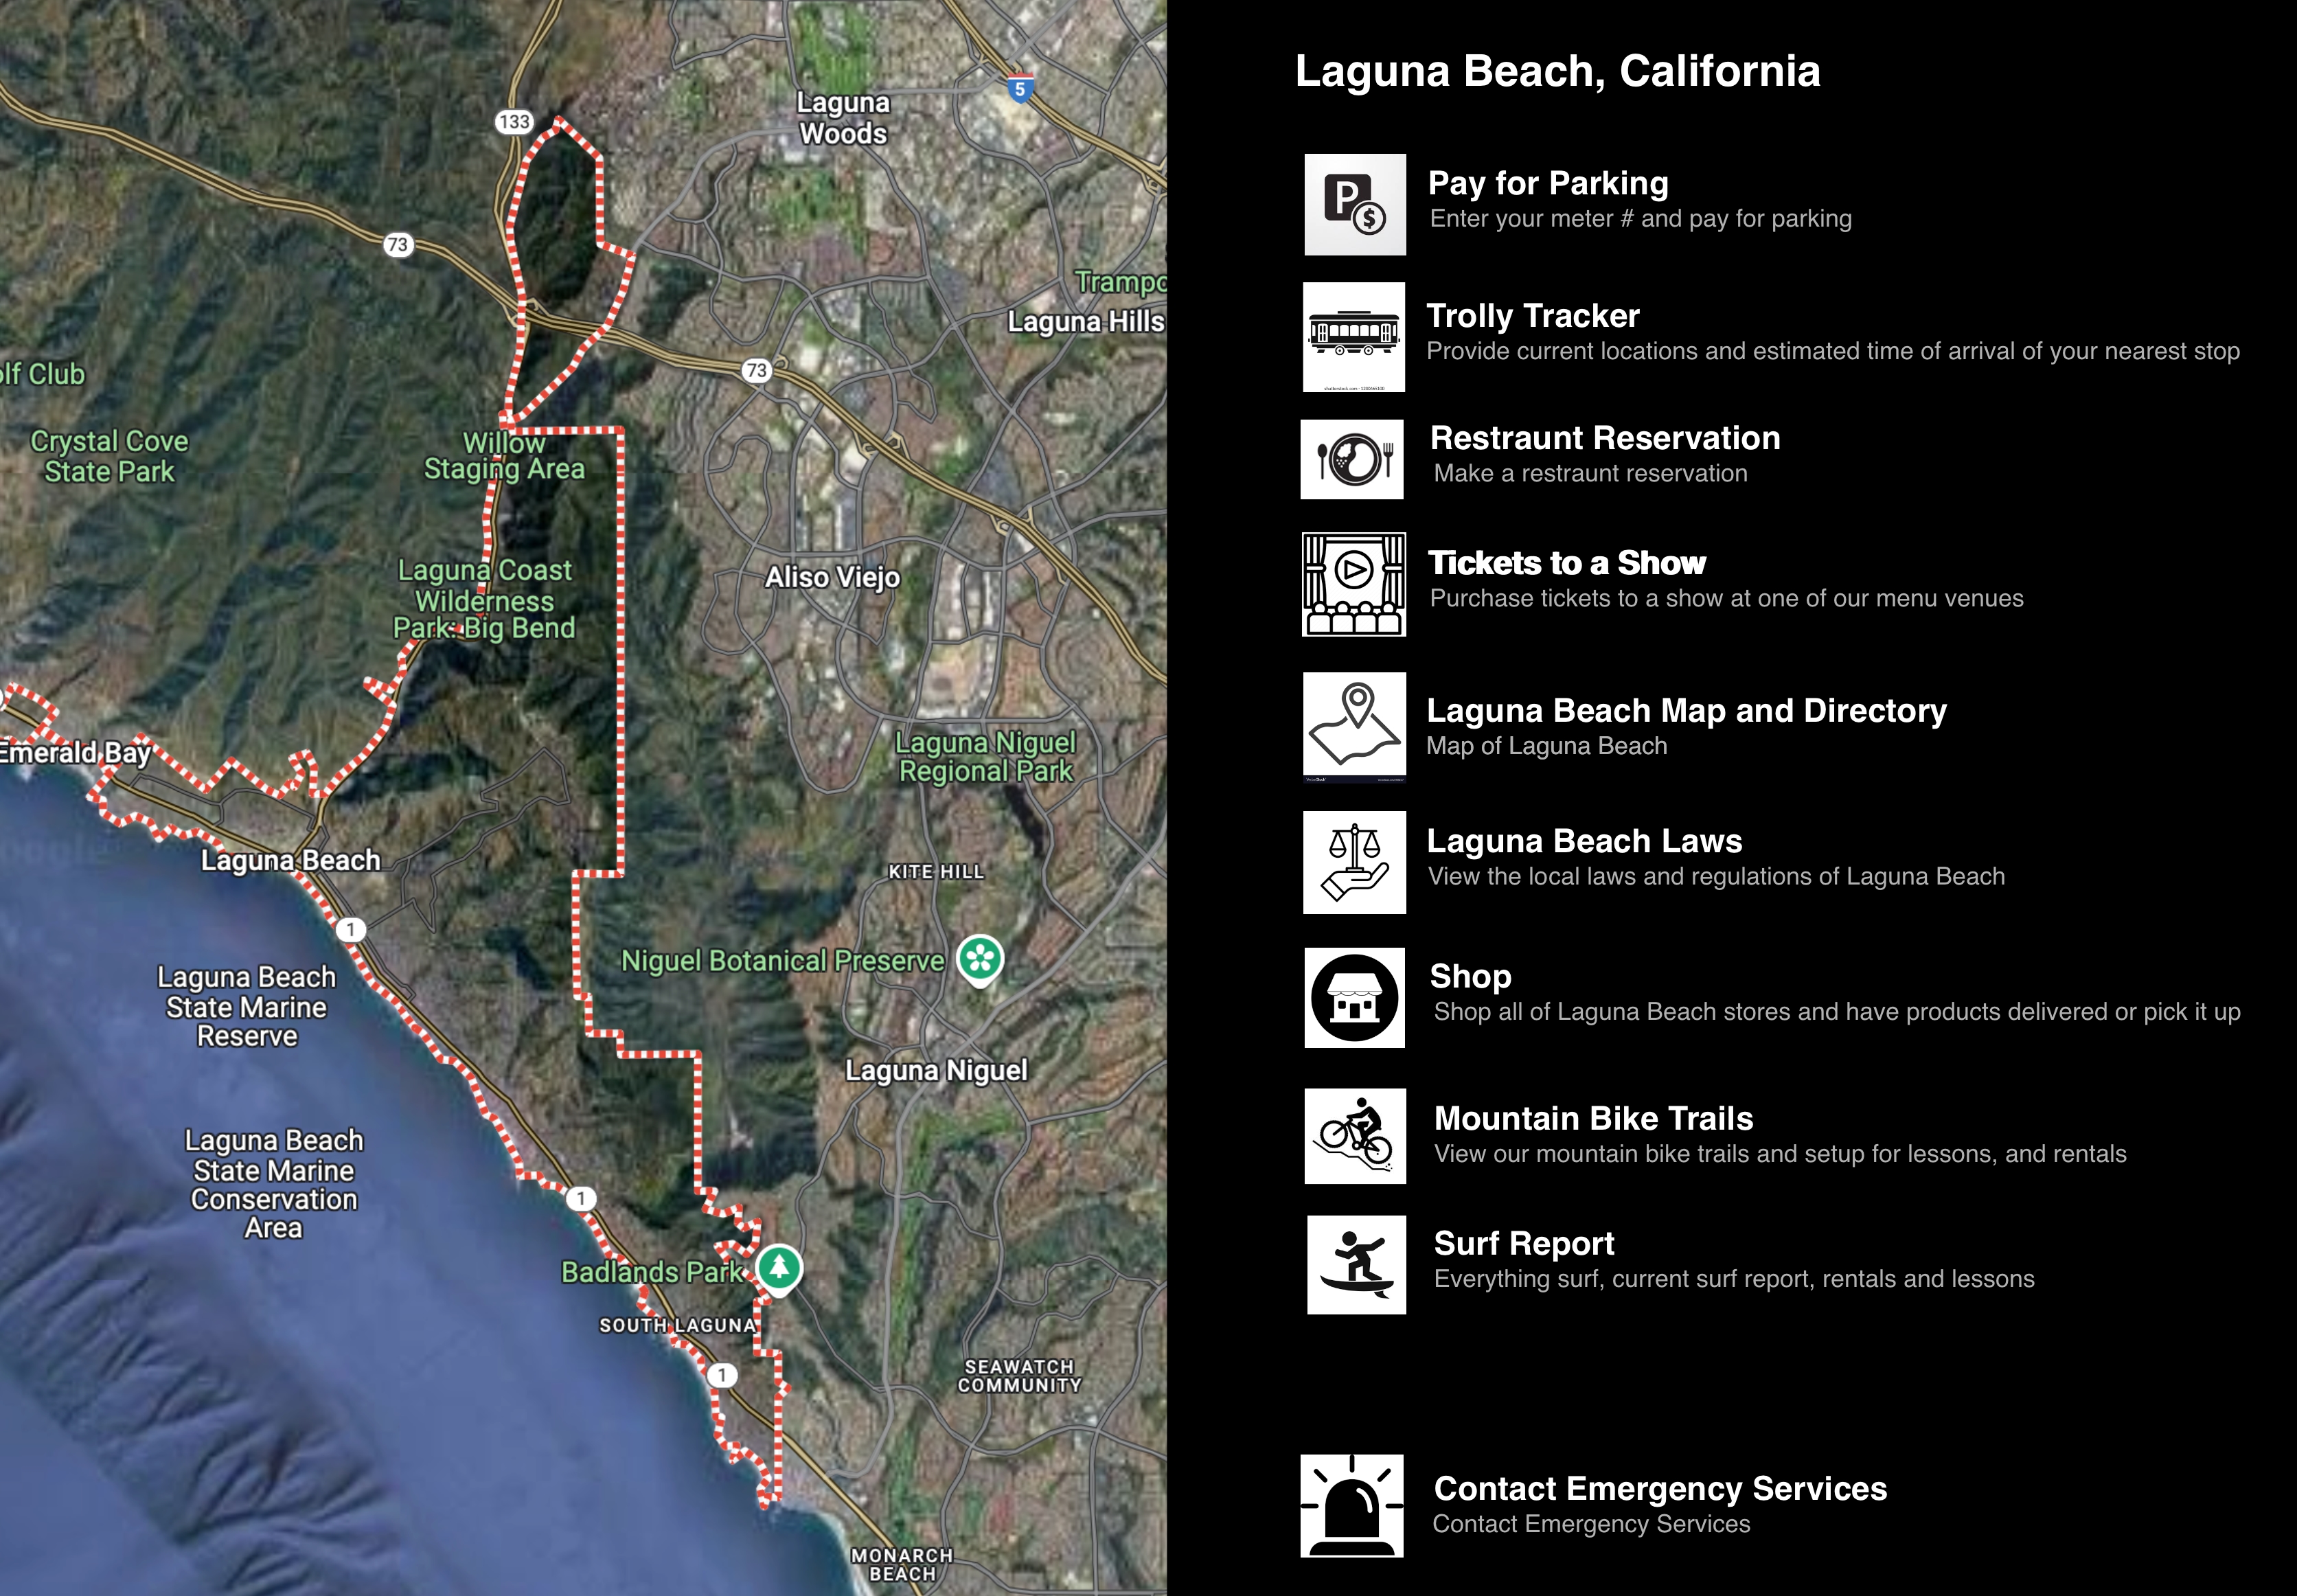 133
Laguna
Woods
5
73
Trampo
Laguna Hills
73
olf Club
Crystal Cove
State Park
Willow
Staging Area
Laguna Coast
Wilderness
Park: Big Bend
Aliso Viejo
Emerald Bay
Laguna Niguel
Regional Park
Laguna Beach
KITE HILL
1
Niguel Botanical Preserve
Laguna Beach
State Marine
Reserve
Laguna Niguel
Laguna Beach
State Marine
Conservation
Area
1
Badlands Park
SOUTH LAGUNA
1
SEAWATCH
COMMUNITY
MONARCH
BEACH
Laguna Beach, California
P
$
Pay for Parking
Enter your meter # and pay for parking
Trolly Tracker
Provide current locations and estimated time of arrival of your nearest stop
Restraunt Reservation
Make a restraunt reservation
Tickets to a Show
Purchase tickets to a show at one of our menu venues
Laguna Beach Map and Directory
Map of Laguna Beach
Laguna Beach Laws
View the local laws and regulations of Laguna Beach
Shop
Shop all of Laguna Beach stores and have products delivered or pick it up
Mountain Bike Trails
View our mountain bike trails and setup for lessons, and rentals
Surf Report
Everything surf, current surf report, rentals and lessons
Contact Emergency Services
Contact Emergency Services